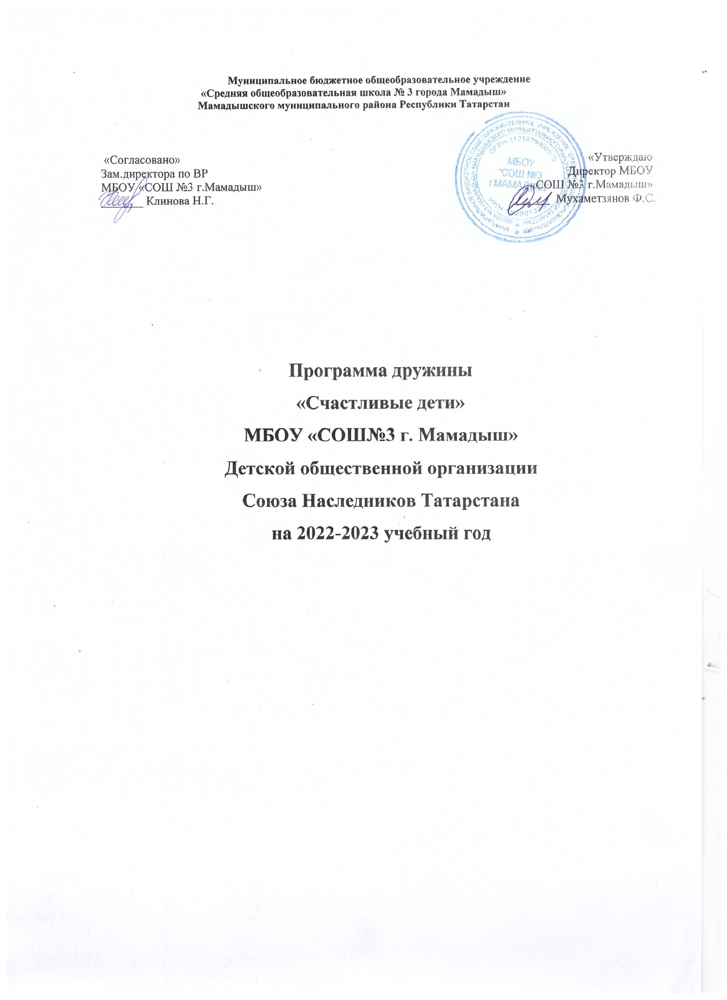 Муниципальное бюджетное общеобразовательное учреждение
«Средняя общеобразовательная школа № 3 города Мамадыш»
Мамадышского муниципального района Республики Татарстан
«Согласовано»
Зам.директора по ВР
МБОУ «СОШ №3 г.Мамадыш»
Клинова Н.Г.
«Утверждаю
Директор МБОУ
«СОШ №3 г.Мамадыш»
Мухаметзянов Ф.С.
МБОУ
"СОШ №3
г.МАМАДЫШ"
Программа дружины
«Счастливые дети»
МБОУ «СОШ№3 г. Мамадыш»
Детской общественной организации
Союза Наследников Татарстана
на 2022-2023 учебный год